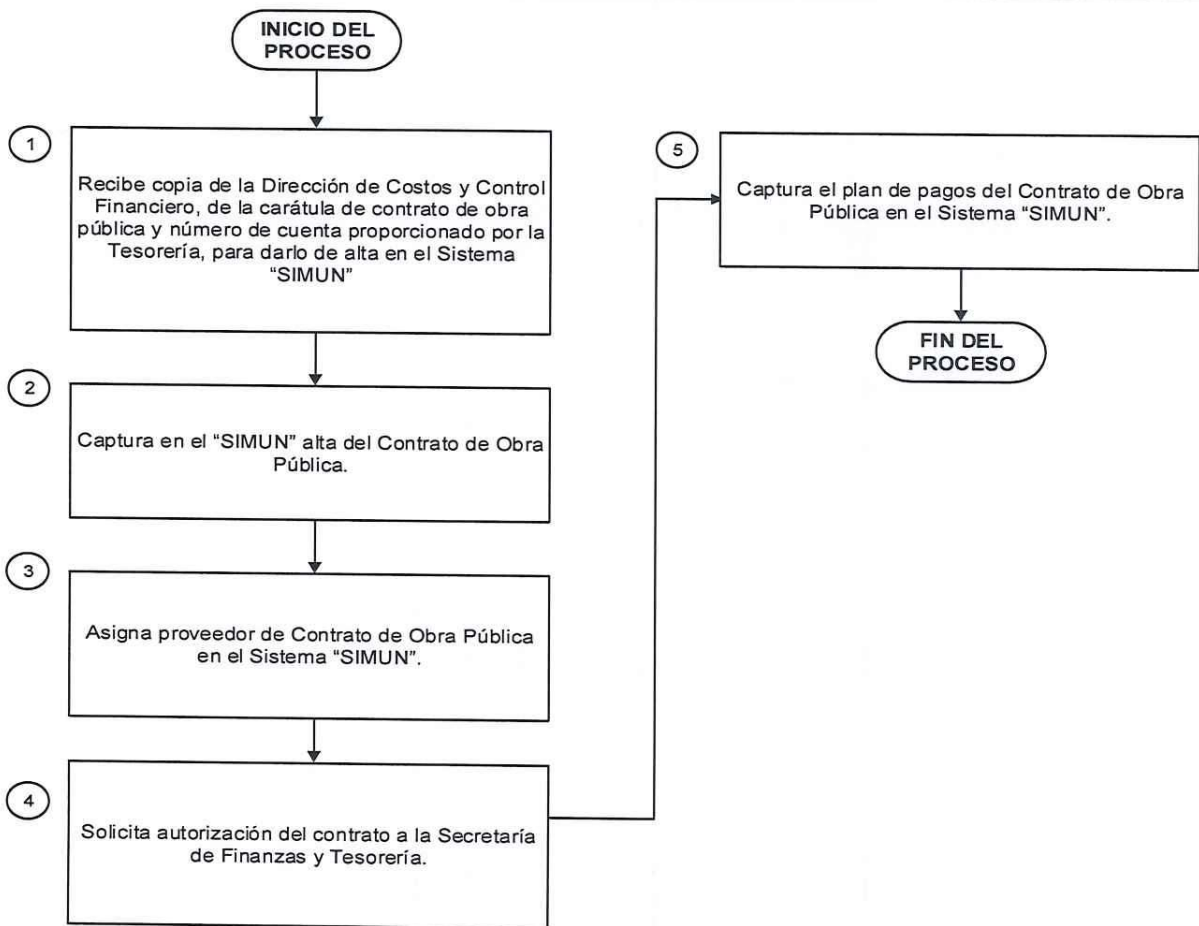 INICIO DEL
PROCESO
1
Recibe copia de la Dirección de Costos y Control
Financiero, de la carátula de contrato de obra
pública y número de cuenta proporcionado por la
Tesorería, para darlo de alta en el Sistema
“SIMUN”
2
Captura en el “SIMUN” alta del Contrato de Obra
Pública.
3
Asigna proveedor de Contrato de Obra Pública
en el Sistema “SIMUN”.
4
Solicita autorización del contrato a la Secretaría
de Finanzas y Tesorería.
5
Captura el plan de pagos del Contrato de Obra
Pública en el Sistema “SIMUN”.
FIN DEL
PROCESO